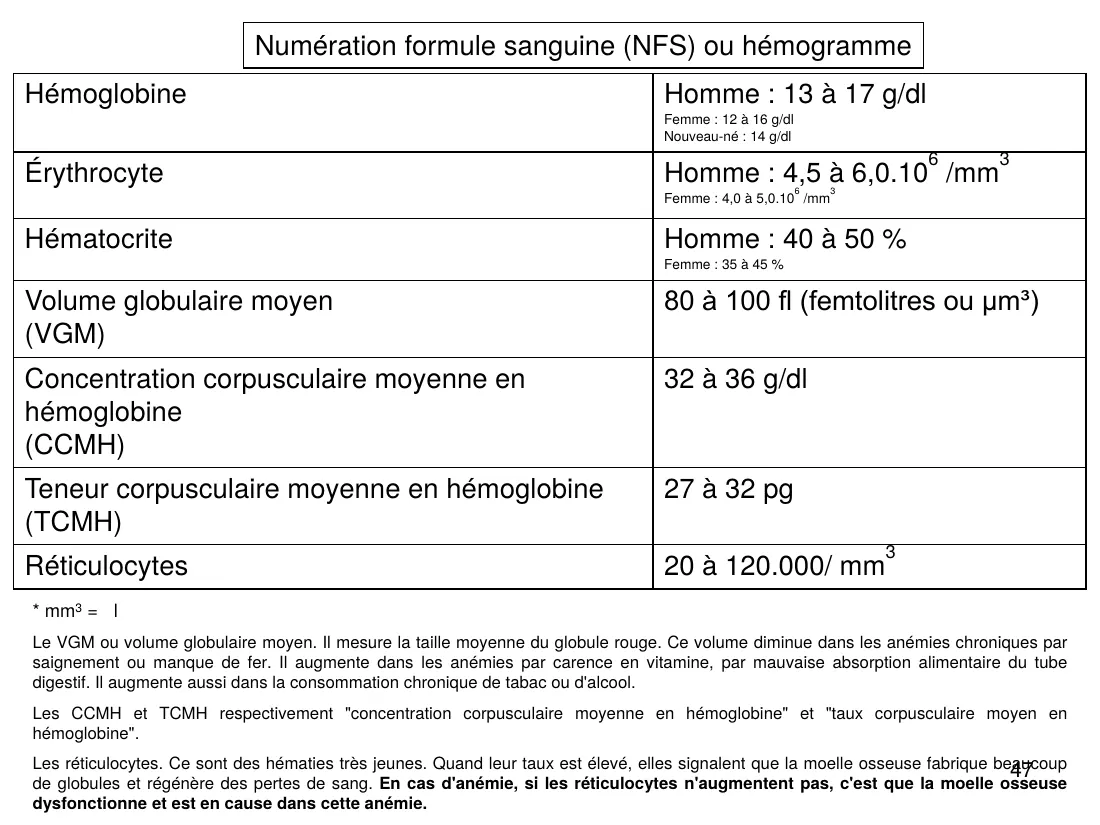 Numération formule sanguine (NFS) ou hémogramme
Hémoglobine
Homme : 13 à 17 g/dl
Femme : 12 à 16 g/dl
Nouveau-né : 14 g/dl
Érythrocyte
Homme : 4,5 à 6,0.10⁶ /mm³
Femme : 4,0 à 5,0.10⁶ /mm³
Hématocrite
Homme : 40 à 50 %
Femme : 35 à 45 %
Volume globulaire moyen
(VGM)
80 à 100 fl (femtolitres ou µm³)
Concentration corpusculaire moyenne en
hémoglobine
(CCMH)
32 à 36 g/dl
Teneur corpusculaire moyenne en hémoglobine
(TCMH)
27 à 32 pg
Réticulocytes
20 à 120.000/ mm³
* mm³ = l
Le VGM ou volume globulaire moyen. Il mesure la taille moyenne du globule rouge. Ce volume diminue dans les anémies chroniques par
saignement ou manque de fer. Il augmente dans les anémies par carence en vitamine, par mauvaise absorption alimentaire du tube
digestif. Il augmente aussi dans la consommation chronique de tabac ou d'alcool.
Les CCMH et TCMH respectivement "concentration corpusculaire moyenne en hémoglobine" et "taux corpusculaire moyen en
hémoglobine".
Les réticulocytes. Ce sont des hématies très jeunes. Quand leur taux est élevé, elles signalent que la moelle osseuse fabrique beaucoup
de globules et régénère des pertes de sang. En cas d'anémie, si les réticulocytes n'augmentent pas, c'est que la moelle osseuse
dysfonctionne et est en cause dans cette anémie.
47